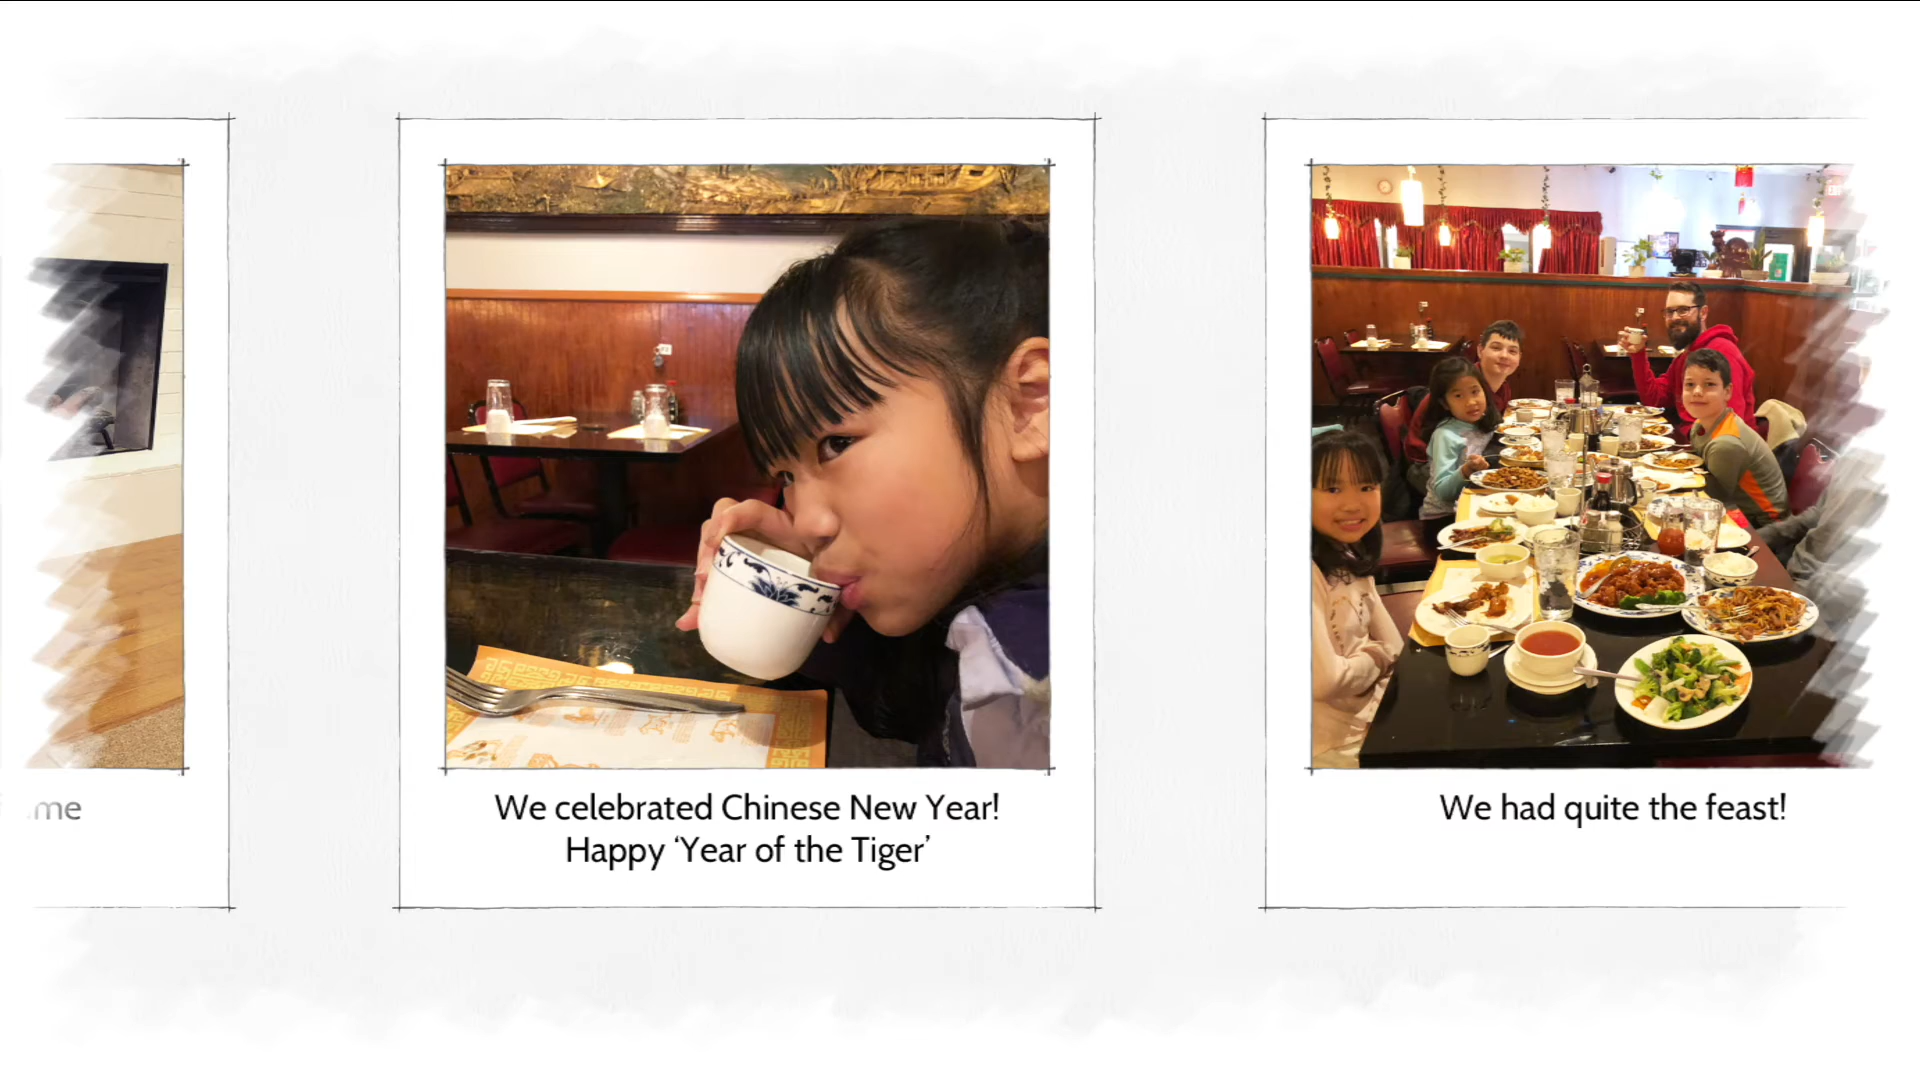 me
We celebrated Chinese New Year!
Happy ‘Year of the Tiger’
We had quite the feast!